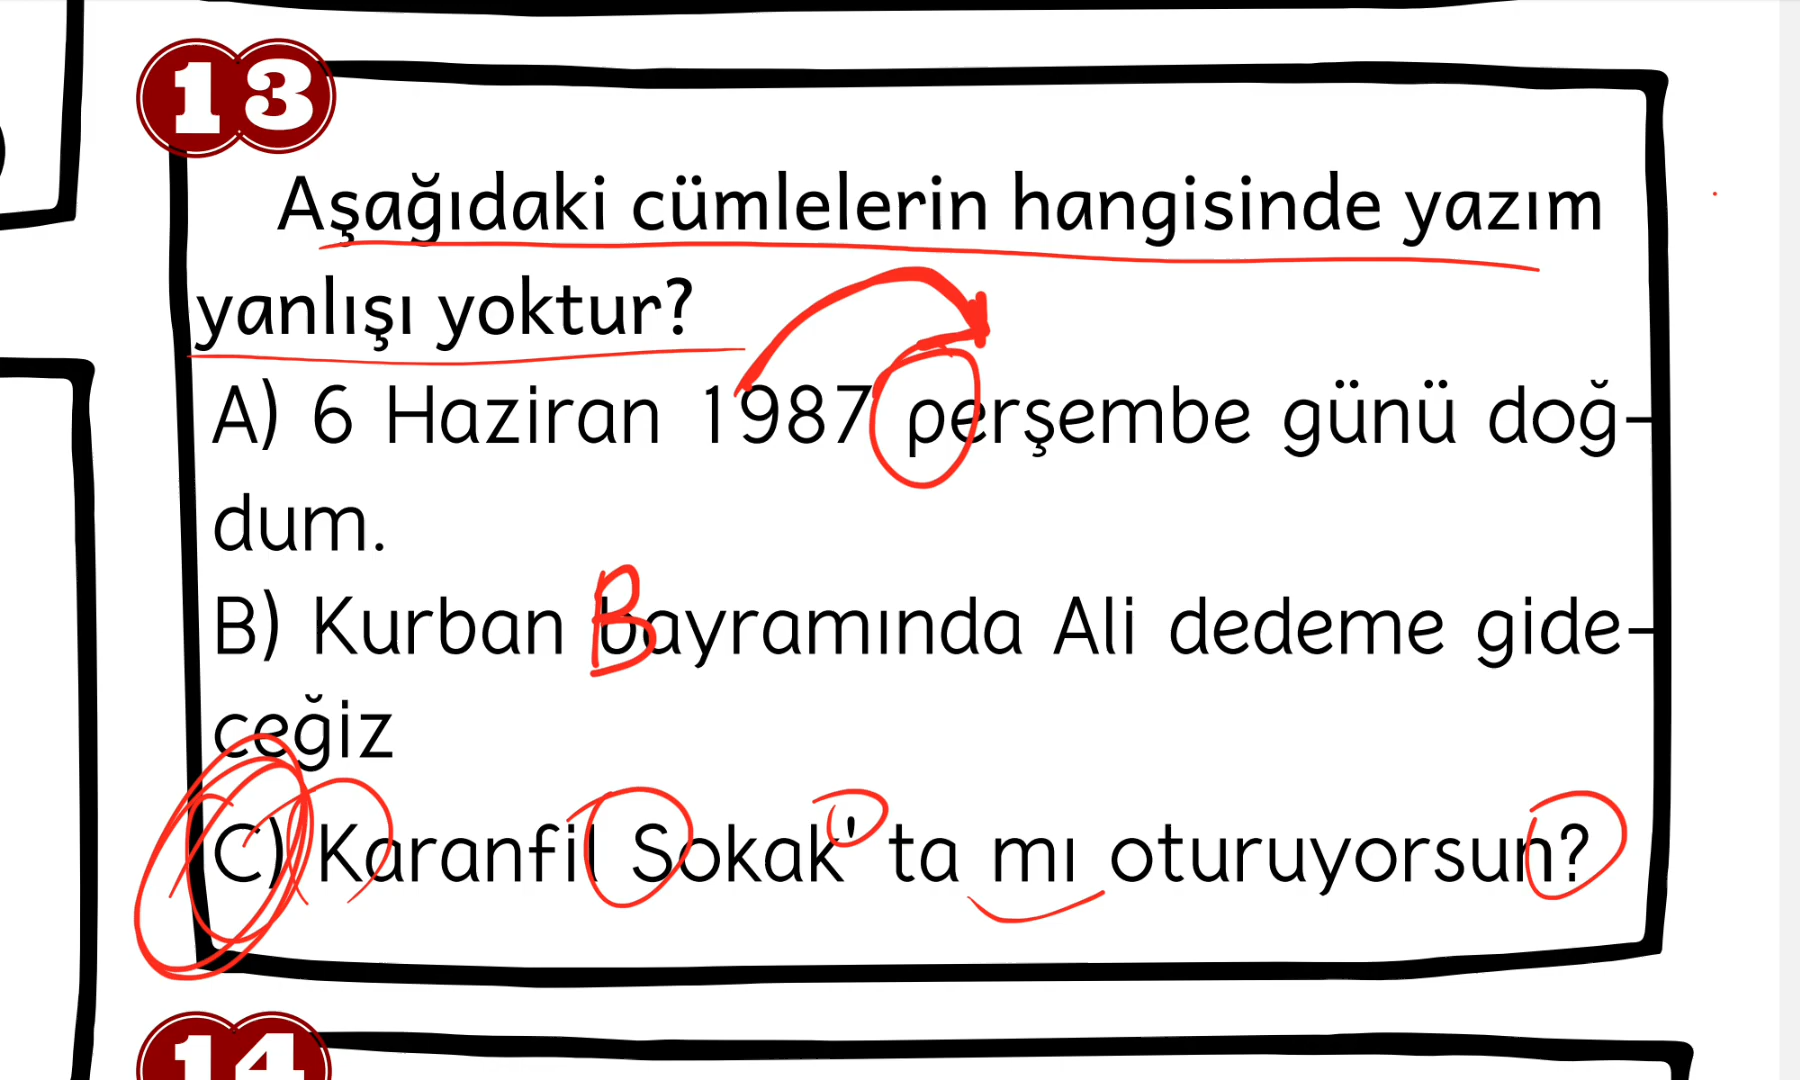 13
Aşağıdaki cümlelerin hangisinde yazım
yanlışı yoktur?
A) 6 Haziran 1987 perşembe günü doğ-
dum.
B) Kurban bayramında Ali dedeme gide-
ceğiz
B
C) Karanfil Sokak' ta mı oturuyorsun?
14